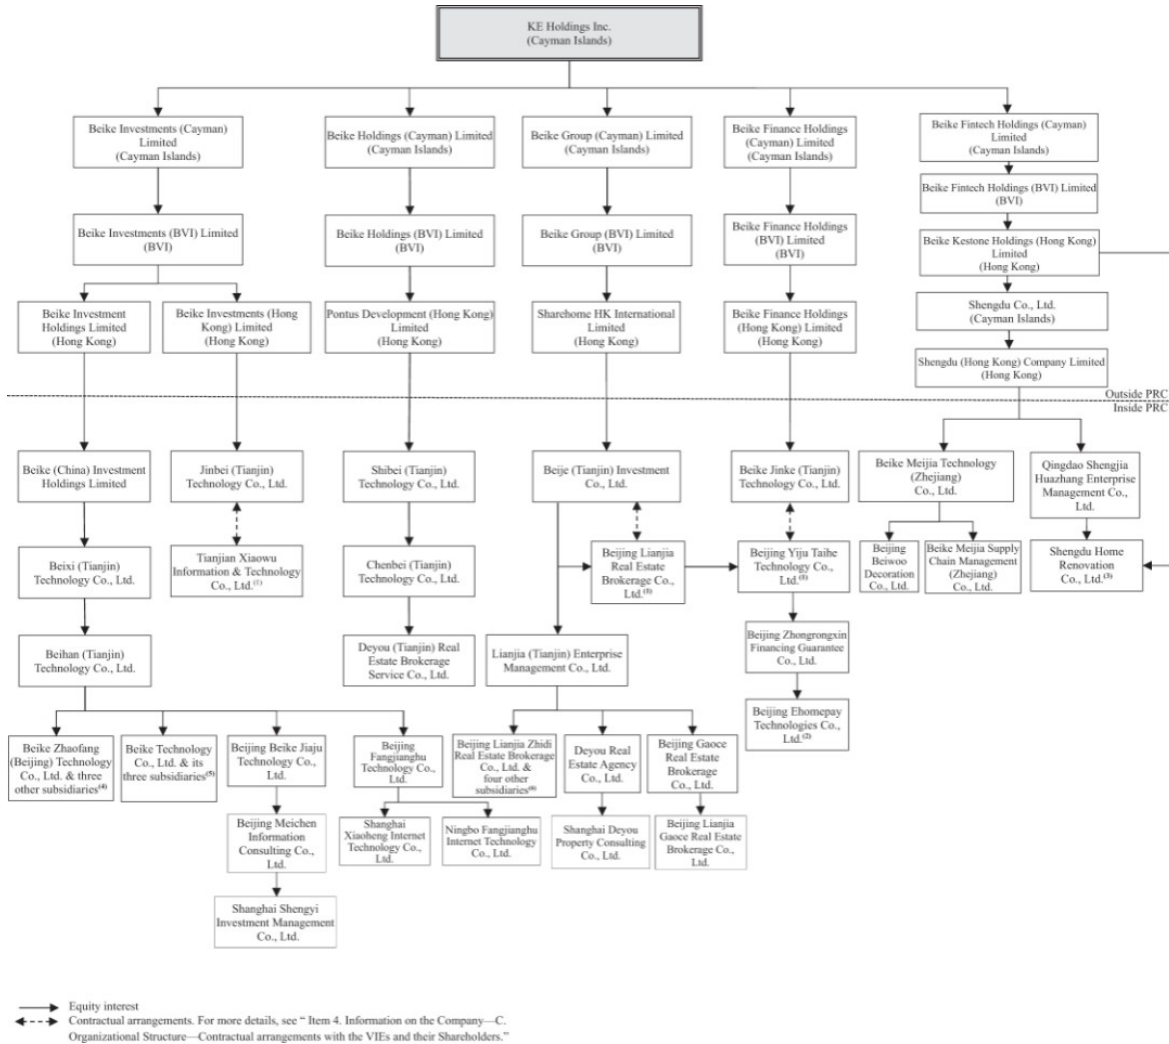 KE Holdings Inc.
(Cayman Islands)
Beike Investments (Cayman)
Limited
(Cayman Islands)
Beike Holdings (Cayman) Limited
(Cayman Islands)
Beike Group (Cayman) Limited
(Cayman Islands)
Beike Finance Holdings
(Cayman) Limited
(Cayman Islands)
Beike Fintech Holdings (Cayman)
Limited
(Cayman Islands)
Beike Fintech Holdings (BVI) Limited
(BVI)
Beike Investments (BVI) Limited
(BVI)
Beike Holdings (BVI) Limited
(BVI)
Beike Group (BVI) Limited
(BVI)
Beike Finance Holdings
(BVI) Limited
(BVI)
Beike Kestone Holdings (Hong Kong)
Limited
(Hong Kong)
Beike Investment
Holdings Limited
(Hong Kong)
Beike Investments (Hong
Kong) Limited
(Hong Kong)
Pontus Development (Hong Kong)
Limited
(Hong Kong)
Sharehome HK International
Limited
(Hong Kong)
Beike Finance Holdings
(Hong Kong) Limited
(Hong Kong)
Shengdu Co., Ltd.
(Cayman Islands)
Shengdu (Hong Kong) Company Limited
(Hong Kong)
Outside PRC
Inside PRC
Beike (China) Investment
Holdings Limited
Jinbei (Tianjin)
Technology Co., Ltd.
Shibei (Tianjin)
Technology Co., Ltd.
Beije (Tianjin) Investment
Co., Ltd.
Beike Jinke (Tianjin)
Technology Co., Ltd.
Beike Meijia Technology
(Zhejiang)
Co., Ltd.
Qingdao Shengjia
Huazhang Enterprise
Management Co.,
Ltd.
Beixi (Tianjin)
Technology Co., Ltd.
Tianjian Xiaowu
Information & Technology
Co., Ltd.(1)
Chenbei (Tianjin)
Technology Co., Ltd.
Beijing Lianjia
Real Estate
Brokerage Co.,
Ltd.(1)
Beijing Yiju Taihe
Technology Co.,
Ltd.(1)
Beijing
Beiwoo
Decoration
Co., Ltd.
Beike Meijia Supply
Chain Management
(Zhejiang)
Co., Ltd.
Shengdu Home
Renovation
Co., Ltd.(3)
Beihan (Tianjin)
Technology Co., Ltd.
Deyou (Tianjin) Real
Estate Brokerage
Service Co., Ltd.
Lianjia (Tianjin) Enterprise
Management Co., Ltd.
Beijing Zhongrongxin
Financing Guarantee
Co., Ltd.
Beijing Ehomepay
Technologies Co.,
Ltd.(2)
Beike Zhaofang
(Beijing) Technology
Co., Ltd. & three
other subsidiaries(4)
Beike Technology
Co., Ltd. & its
three subsidiaries(5)
Beijing Beike Jiaju
Technology Co.,
Ltd.
Beijing
Fangjianghu
Technology Co.,
Ltd.
Beijing Lianjia Zhidi
Real Estate Brokerage
Co., Ltd. &
four other
subsidiaries(6)
Deyou Real
Estate Agency
Co., Ltd.
Beijing Gaoce
Real Estate
Brokerage
Co., Ltd.
Beijing Meichen
Information
Consulting Co.,
Ltd.
Shanghai
Xiaoheng Internet
Technology Co., Ltd.
Ningbo Fangjianghu
Internet Technology
Co., Ltd.
Shanghai Deyou
Property Consulting
Co., Ltd.
Beijing Lianjia
Gaoce Real Estate
Brokerage Co.,
Ltd.
Shanghai Shengyi
Investment Management
Co., Ltd.
Equity interest
Contractual arrangements. For more details, see “ Item 4. Information on the Company—C.
Organizational Structure—Contractual arrangements with the VIEs and their Shareholders.”